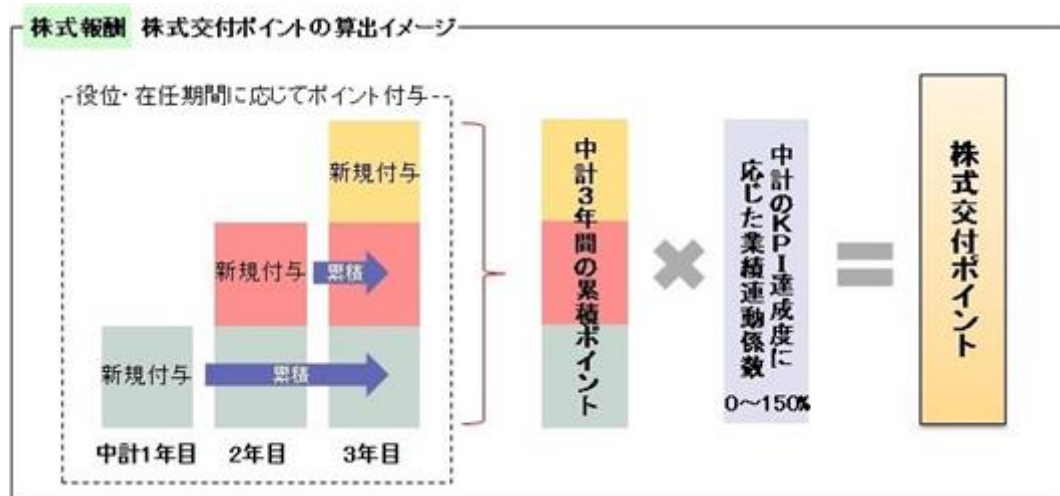 株式報酬 株式交付ポイントの算出イメージ
役位・在任期間に応じてポイント付与
新規付与
新規付与
新規付与
累積
累積
中計1年目
2年目
3年目
中計3年間の累積ポイント
×
中計のKPI達成度に
応じた業績連動係数
0～150%
=
株式交付ポイント